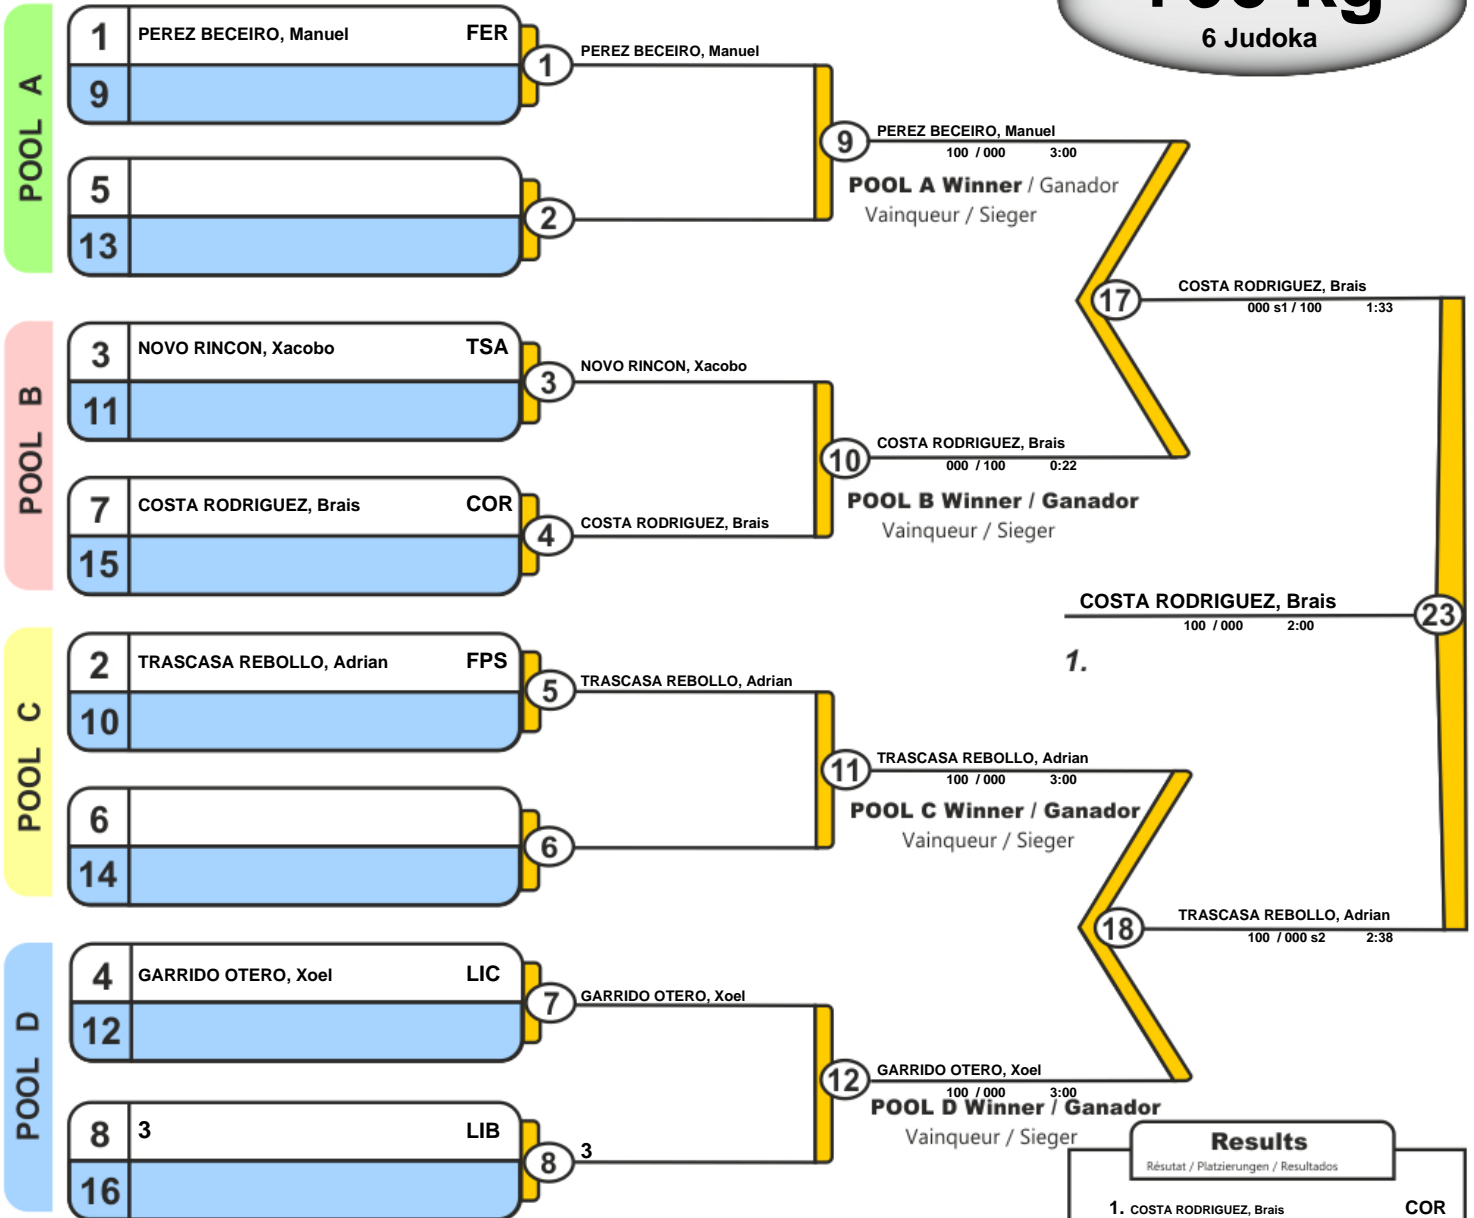 6 Judoka
POOL A
1 PEREZ BECEIRO, Manuel FER
9
1
PEREZ BECEIRO, Manuel
5
13
2
9
PEREZ BECEIRO, Manuel
100 / 000 3:00
POOL A Winner / Ganador
Vainqueur / Sieger
17
COSTA RODRIGUEZ, Brais
000 s1 / 100 1:33
POOL B
3 NOVO RINCON, Xacobo TSA
11
3
NOVO RINCON, Xacobo
7 COSTA RODRIGUEZ, Brais COR
15
4
COSTA RODRIGUEZ, Brais
10
COSTA RODRIGUEZ, Brais
000 / 100 0:22
POOL B Winner / Ganador
Vainqueur / Sieger
COSTA RODRIGUEZ, Brais
100 / 000 2:00
23
1.
POOL C
2 TRASCASA REBOLLO, Adrian FPS
10
5
TRASCASA REBOLLO, Adrian
6
14
6
11
TRASCASA REBOLLO, Adrian
100 / 000 3:00
POOL C Winner / Ganador
Vainqueur / Sieger
18
TRASCASA REBOLLO, Adrian
100 / 000 s2 2:38
POOL D
4 GARRIDO OTERO, Xoel LIC
12
7
GARRIDO OTERO, Xoel
8 3 LIB
16
8
3
12
GARRIDO OTERO, Xoel
100 / 000 3:00
POOL D Winner / Ganador
Vainqueur / Sieger
Results
Résutat / Platzierungen / Resultados
1. COSTA RODRIGUEZ, Brais COR